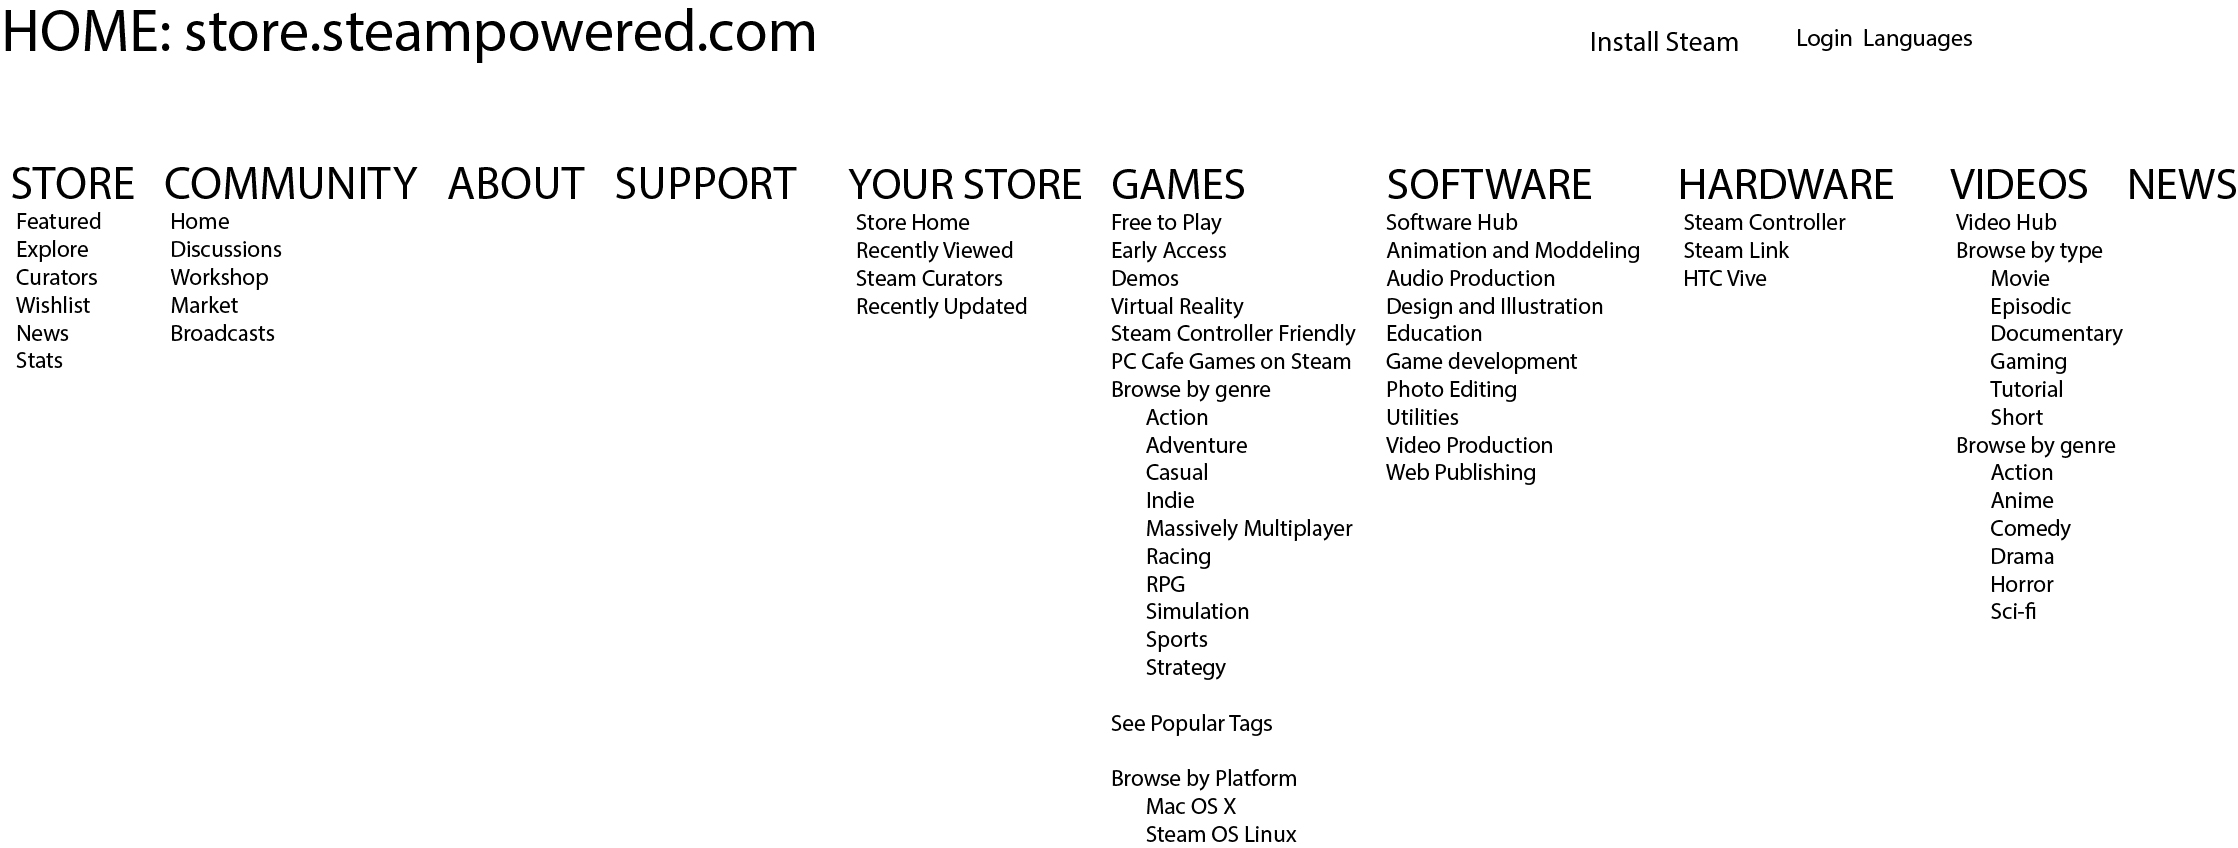 HOME: store.steampowered.com
Install Steam
Login Languages
STORE
Featured
Explore
Curators
Wishlist
News
Stats
COMMUNITY
Home
Discussions
Workshop
Market
Broadcasts
ABOUT
SUPPORT
YOUR STORE
Store Home
Recently Viewed
Steam Curators
Recently Updated
GAMES
Free to Play
Early Access
Demos
Virtual Reality
Steam Controller Friendly
PC Cafe Games on Steam
Browse by genre
Action
Adventure
Casual
Indie
Massively Multiplayer
Racing
RPG
Simulation
Sports
Strategy
See Popular Tags
Browse by Platform
Mac OS X
Steam OS Linux
SOFTWARE
Software Hub
Animation and Moddeling
Audio Production
Design and Illustration
Education
Game development
Photo Editing
Utilities
Video Production
Web Publishing
HARDWARE
Steam Controller
Steam Link
HTC Vive
VIDEOS
Video Hub
Browse by type
Movie
Episodic
Documentary
Gaming
Tutorial
Short
Browse by genre
Action
Anime
Comedy
Drama
Horror
Sci-fi
NEWS